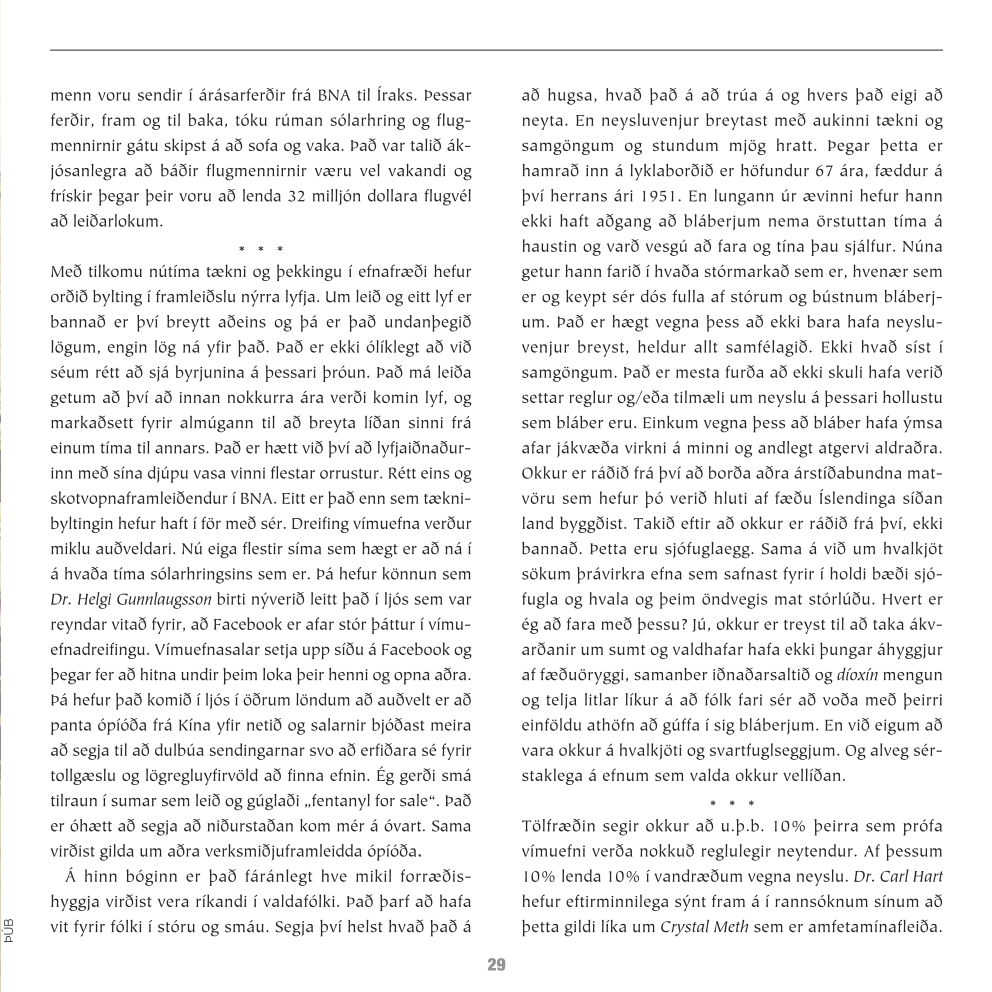 menn voru sendir í árásarferðir frá BNA til Íraks. Þessar
ferðir, fram og til baka, tóku rúman sólarhring og flug-
mennirnir gátu skipst á að sofa og vaka. Það var talið ák-
jósanlegra að báðir flugmennirnir væru vel vakandi og
frískir þegar þeir voru að lenda 32 milljón dollara flugvél
að leiðarlokum.
* * *
Með tilkomu nútíma tækni og þekkingu í efnafræði hefur
orðið bylting í framleiðslu nýrra lyfja. Um leið og eitt lyf er
bannað er því breytt aðeins og þá er það undanþegið
lögum, engin lög ná yfir það. Það er ekki ólíklegt að við
séum rétt að sjá byrjunina á þessari þróun. Það má leiða
getum að því að innan nokkurra ára verði komin lyf, og
markaðsett fyrir almúgann til að breyta líðan sinni frá
einum tíma til annars. Það er hætt við því að lyfjaiðnaður-
inn með sína djúpu vasa vinni flestar orrustur. Rétt eins og
skotvopnaframleiðendur í BNA. Eitt er það enn sem tækni-
byltingin hefur haft í för með sér. Dreifing vímuefna verður
miklu auðveldari. Nú eiga flestir síma sem hægt er að ná í
á hvaða tíma sólarhringsins sem er. Þá hefur könnun sem
Dr. Helgi Gunnlaugsson birti nýverið leitt það í ljós sem var
reyndar vitað fyrir, að Facebook er afar stór þáttur í vímu-
efnadreifingu. Vímuefnasalar setja upp síðu á Facebook og
þegar fer að hitna undir þeim loka þeir henni og opna aðra.
Þá hefur það komið í ljós í öðrum löndum að auðvelt er að
panta ópíóða frá Kína yfir netið og salarnir bjóðast meira
að segja til að dulbúa sendingarnar svo að erfiðara sé fyrir
tollgæslu og lögregluyfirvöld að finna efnin. Ég gerði smá
tilraun í sumar sem leið og gúglaði „fentanyl for sale“. Það
er óhætt að segja að niðurstaðan kom mér á óvart. Sama
virðist gilda um aðra verksmiðjuframleidda ópíóða.
Á hinn bóginn er það fáránlegt hve mikil forræðis-
hyggja virðist vera ríkandi í valdafólki. Það þarf að hafa
vit fyrir fólki í stóru og smáu. Segja því helst hvað það á
að hugsa, hvað það á að trúa á og hvers það eigi að
neyta. En neysluvenjur breytast með aukinni tækni og
samgöngum og stundum mjög hratt. Þegar þetta er
hamrað inn á lyklaborðið er höfundur 67 ára, fæddur á
því herrans ári 1951. En lungann úr ævinni hefur hann
ekki haft aðgang að bláberjum nema örstuttan tíma á
haustin og varð vesgú að fara og tína þau sjálfur. Núna
getur hann farið í hvaða stórmarkað sem er, hvenær sem
er og keypt sér dós fulla af stórum og bústnum bláberj-
um. Það er hægt vegna þess að ekki bara hafa neyslu-
venjur breyst, heldur allt samfélagið. Ekki hvað síst í
samgöngum. Það er mesta furða að ekki skuli hafa verið
settar reglur og/eða tilmæli um neyslu á þessari hollustu
sem bláber eru. Einkum vegna þess að bláber hafa ýmsa
afar jákvæða virkni á minni og andlegt atgervi aldraðra.
Okkur er ráðið frá því að borða aðra árstíðabundna mat-
vöru sem hefur þó verið hluti af fæðu Íslendinga síðan
land byggðist. Takið eftir að okkur er ráðið frá því, ekki
bannað. Þetta eru sjófuglaegg. Sama á við um hvalkjöt
sökum þrávirkra efna sem safnast fyrir í holdi bæði sjó-
fugla og hvala og þeim öndvegis mat stórlúðu. Hvert er
ég að fara með þessu? Jú, okkur er treyst til að taka ákv-
arðanir um sumt og valdhafar hafa ekki þungar áhyggjur
af fæðuöryggi, samanber iðnaðarsaltið og díoxín mengun
og telja litlar líkur á að fólk fari sér að voða með þeirri
einföldu athöfn að gúffa í sig bláberjum. En við eigum að
vara okkur á hvalkjöti og svartfuglseggjum. Og alveg sér-
staklega á efnum sem valda okkur vellíðan.
* * *
Tölfræðin segir okkur að u.þ.b. 10% þeirra sem prófa
vímuefni verða nokkuð reglulegir neytendur. Af þessum
10% lenda 10% í vandræðum vegna neyslu. Dr. Carl Hart
hefur eftirminnilega sýnt fram á í rannsóknum sínum að
þetta gildi líka um Crystal Meth sem er amfetamínafleiða.
ÞÚB
29